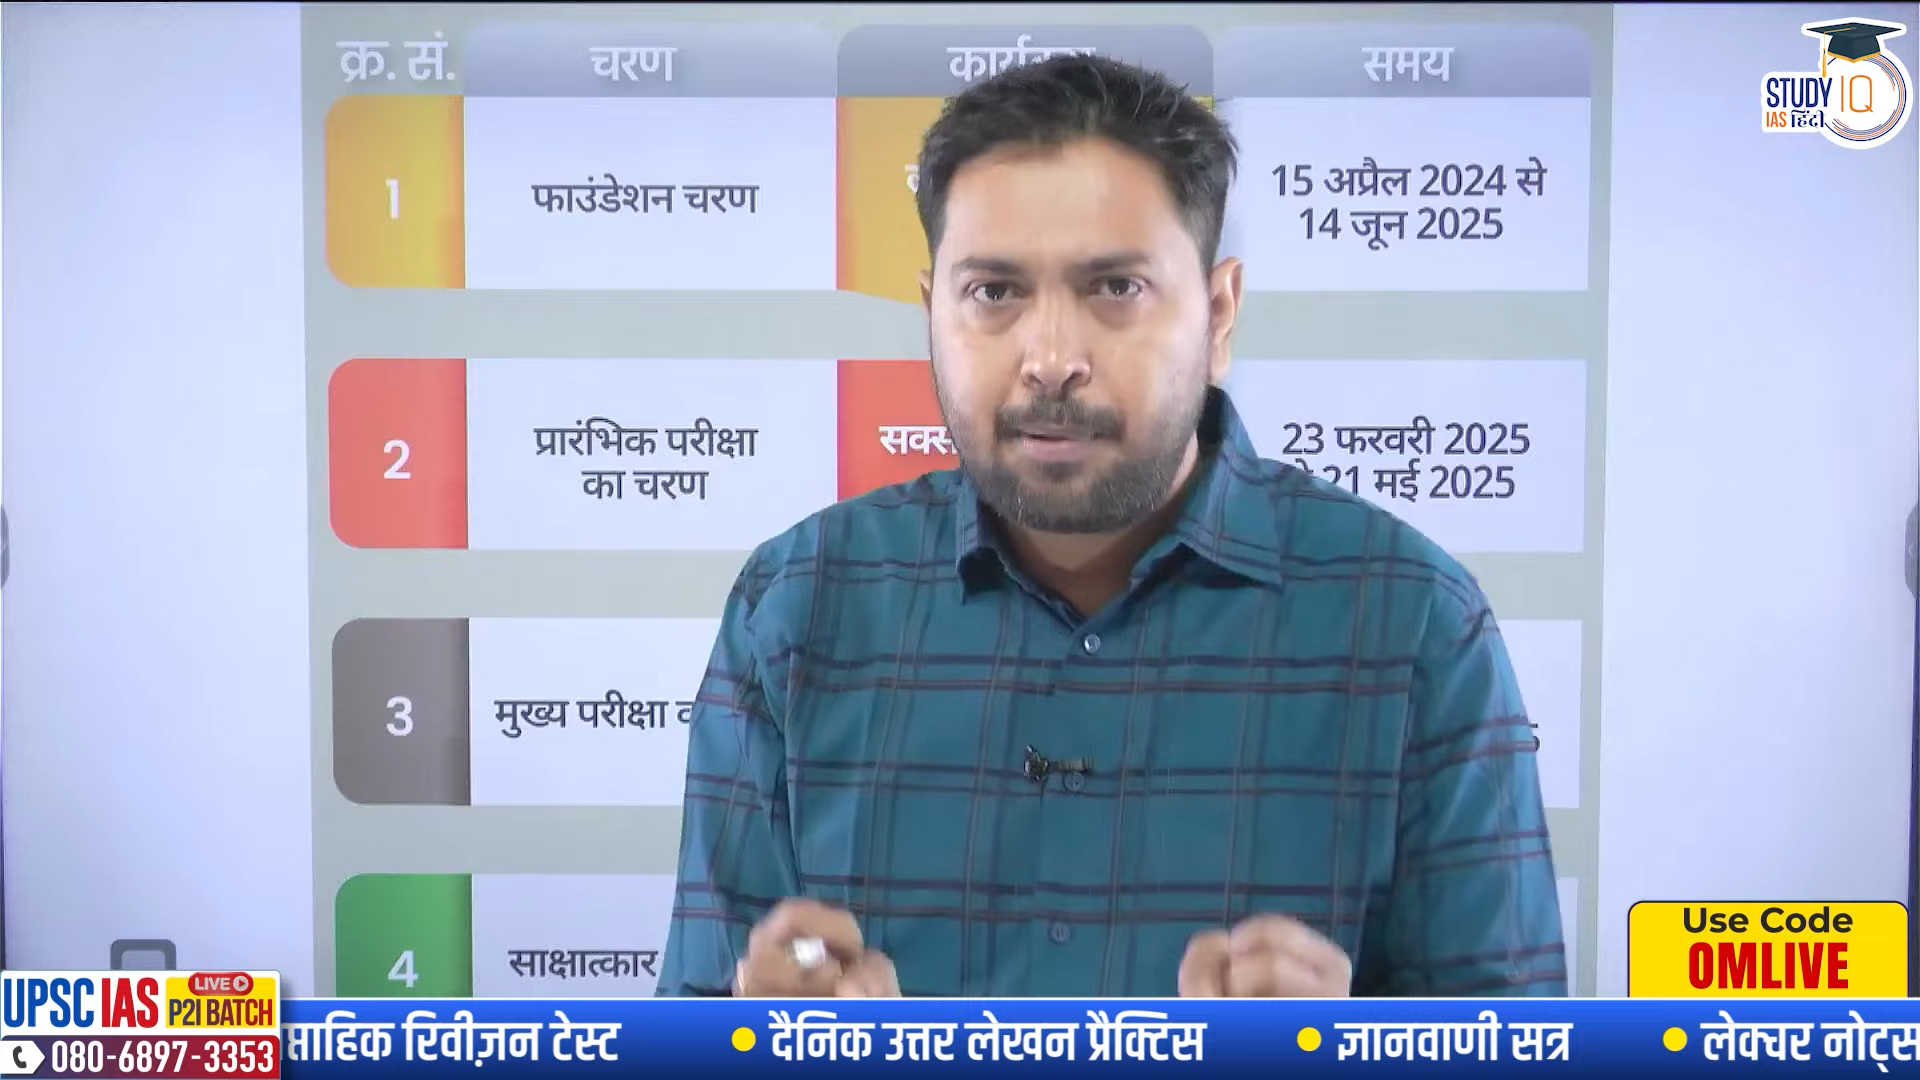 क्र. सं.
चरण
समय
STUDY IQ
IAS हिंदी
1
फाउंडेशन चरण
15 अप्रैल 2024 से
14 जून 2025
2
प्रारंभिक परीक्षा
का चरण
23 फरवरी 2025
21 मई 2025
3
मुख्य परीक्षा
4
साक्षात्कार
Use Code
OMLIVE
LIVE
UPSC IAS P2I BATCH
080-6897-3353
रिवीज़न टेस्ट • दैनिक उत्तर लेखन प्रैक्टिस • ज्ञानवाणी सत्र • लेक्चर नोट्स